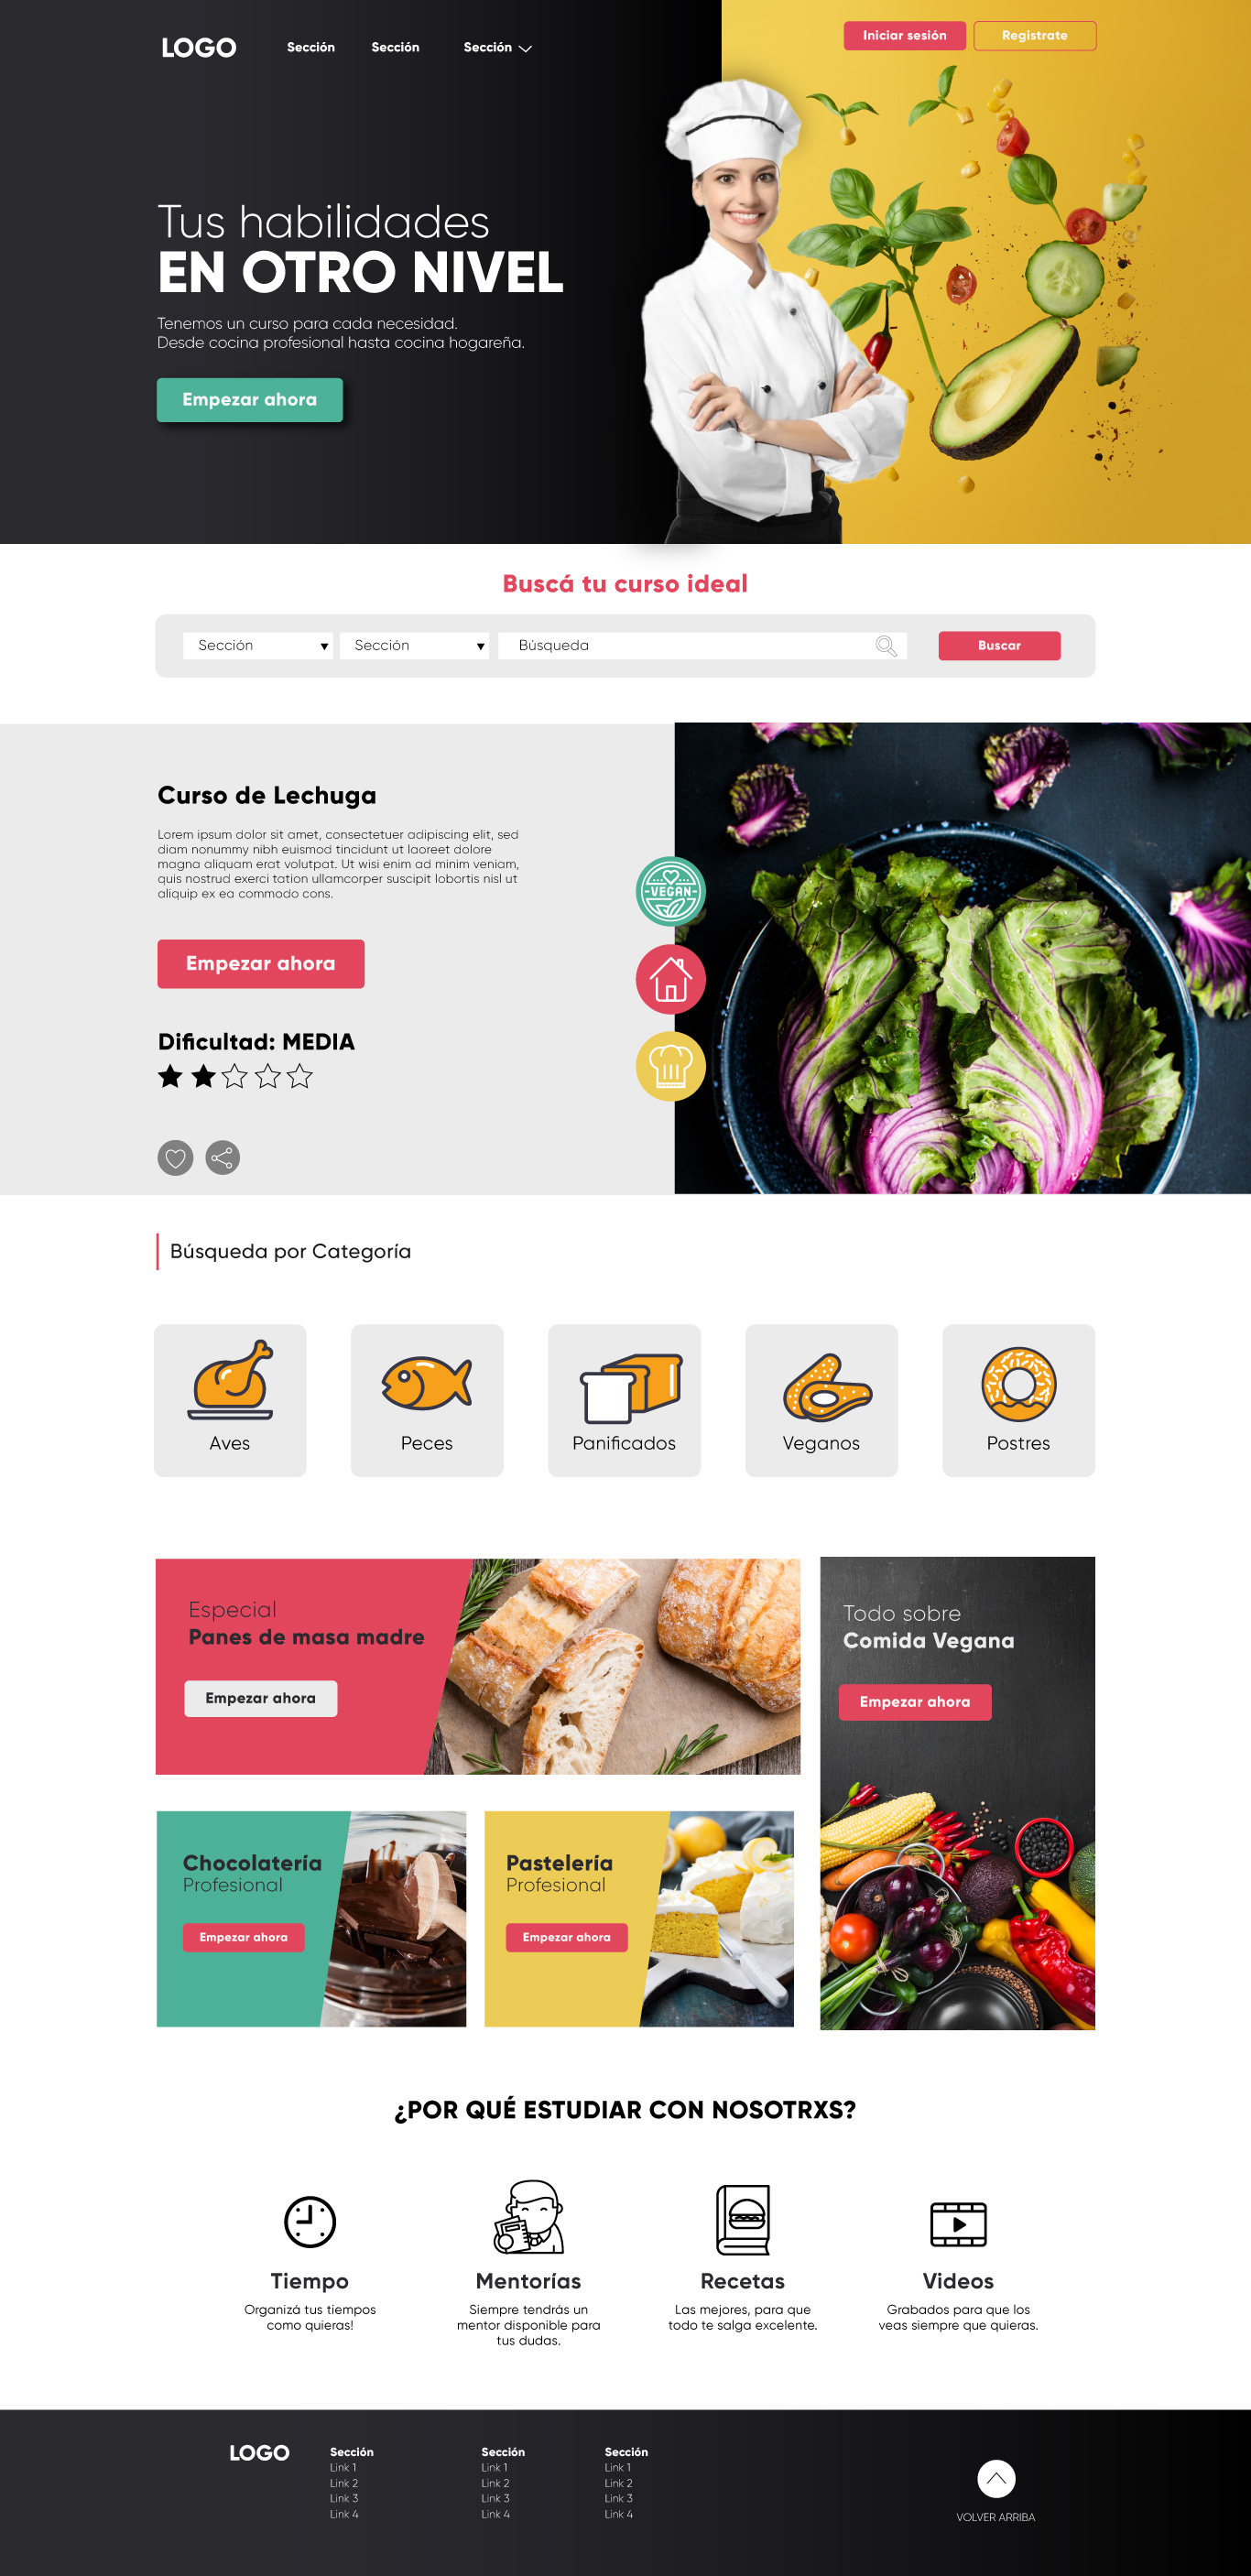 LOGO
Sección
Sección
Sección
Iniciar sesión
Registrate
Tus habilidades
EN OTRO NIVEL
Tenemos un curso para cada necesidad.
Desde cocina profesional hasta cocina hogareña.
Empezar ahora
Buscá tu curso ideal
Sección
Sección
Búsqueda
Buscar
Curso de Lechuga
Lorem ipsum dolor sit amet, consectetuer adipiscing elit, sed
diam nonummy nibh euismod tincidunt ut laoreet dolore
magna aliquam erat volutpat. Ut wisi enim ad minim veniam,
quis nostrud exerci tation ullamcorper suscipit lobortis nisl ut
aliquip ex ea commodo cons.
VEGAN
Empezar ahora
Dificultad: MEDIA
Búsqueda por Categoría
Aves
Peces
Panificados
Veganos
Postres
Especial
Panes de masa madre
Empezar ahora
Todo sobre
Comida Vegana
Empezar ahora
Chocolatería
Profesional
Empezar ahora
Pastelería
Profesional
Empezar ahora
¿POR QUÉ ESTUDIAR CON NOSOTRXS?
Tiempo
Organizá tus tiempos
como quieras!
Mentorías
Siempre tendrás un
mentor disponible para
tus dudas.
Recetas
Las mejores, para que
todo te salga excelente.
Videos
Grabados para que los
veas siempre que quieras.
LOGO
Sección
Link 1
Link 2
Link 3
Link 4
Sección
Link 1
Link 2
Link 3
Link 4
Sección
Link 1
Link 2
Link 3
Link 4
VOLVER ARRIBA